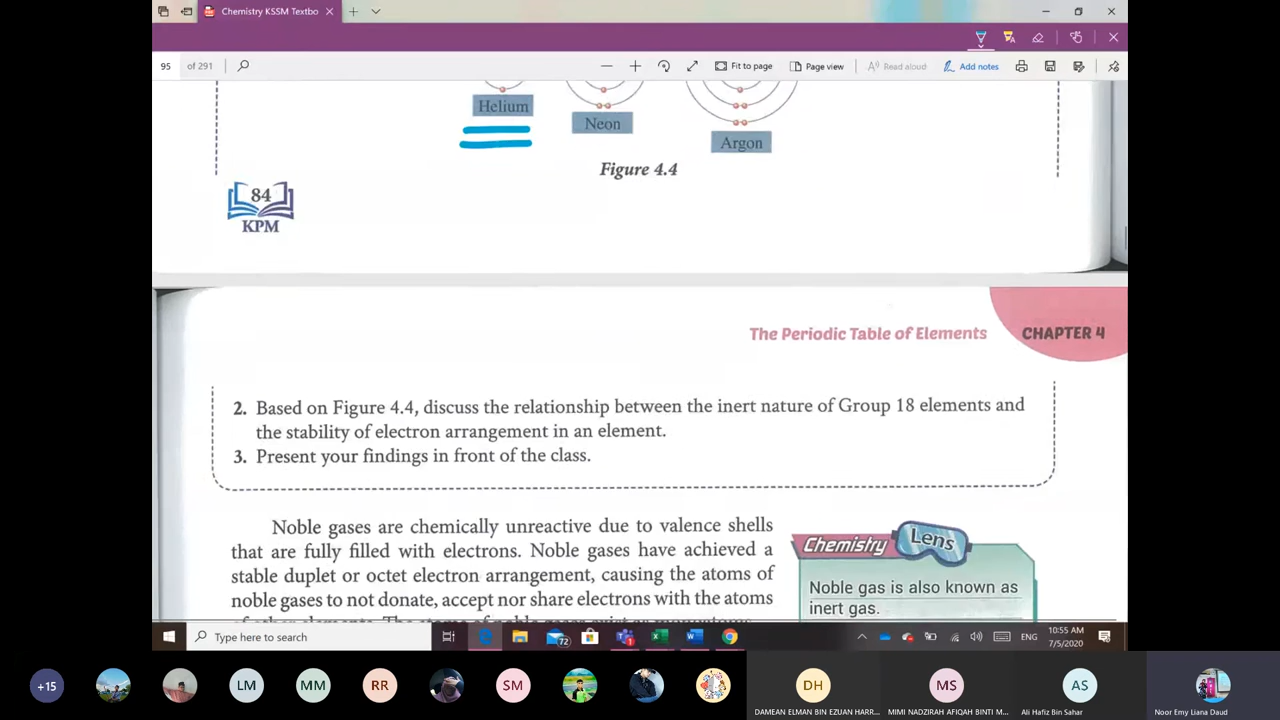 Chemistry KSSM Textbo
95 of 291
Fit to page
Page view
Read aloud
Add notes
Helium
Neon
Argon
Figure 4.4
84
KPM
The Periodic Table of Elements CHAPTER 4
2. Based on Figure 4.4, discuss the relationship between the inert nature of Group 18 elements and
the stability of electron arrangement in an element.
3. Present your findings in front of the class.
Noble gases are chemically unreactive due to valence shells
that are fully filled with electrons. Noble gases have achieved a
stable duplet or octet electron arrangement, causing the atoms of
noble gases to not donate, accept nor share electrons with the atoms
Chemistry Lens
Noble gas is also known as
inert gas.
Type here to search
72
ENG
10:55 AM
7/5/2020
+15
LM
MM
RR
SM
DH
MS
AS
DAMEAN ELMAN BIN EZUAN HARR...
MIMI NADZIRAH AFIQAH BINTI M...
Ali Hafiz Bin Sahar
Noor Emy Liana Daud